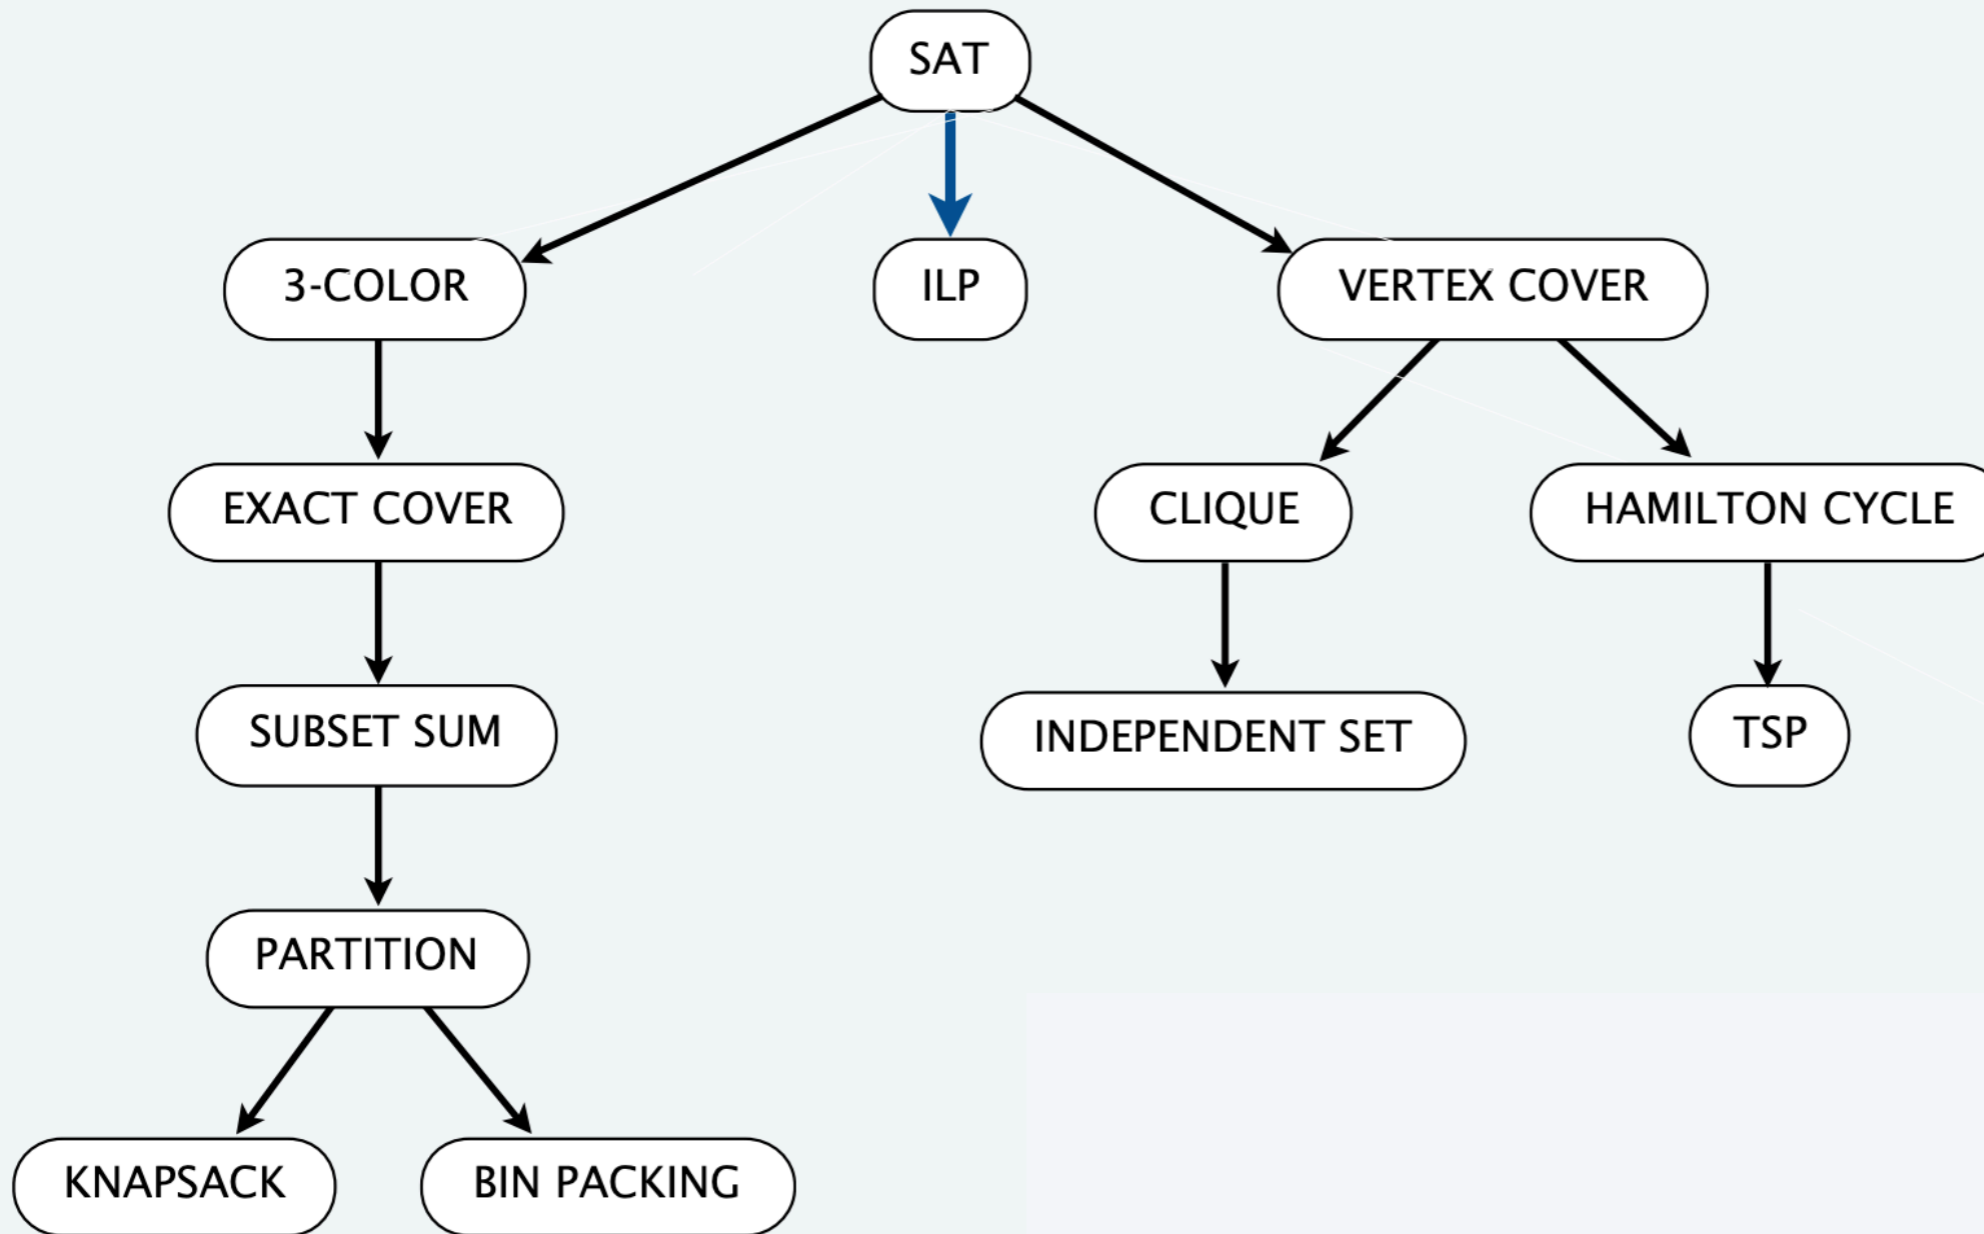 SAT
3-COLOR
ILP
VERTEX COVER
EXACT COVER
CLIQUE
HAMILTON CYCLE
SUBSET SUM
INDEPENDENT SET
TSP
PARTITION
KNAPSACK
BIN PACKING